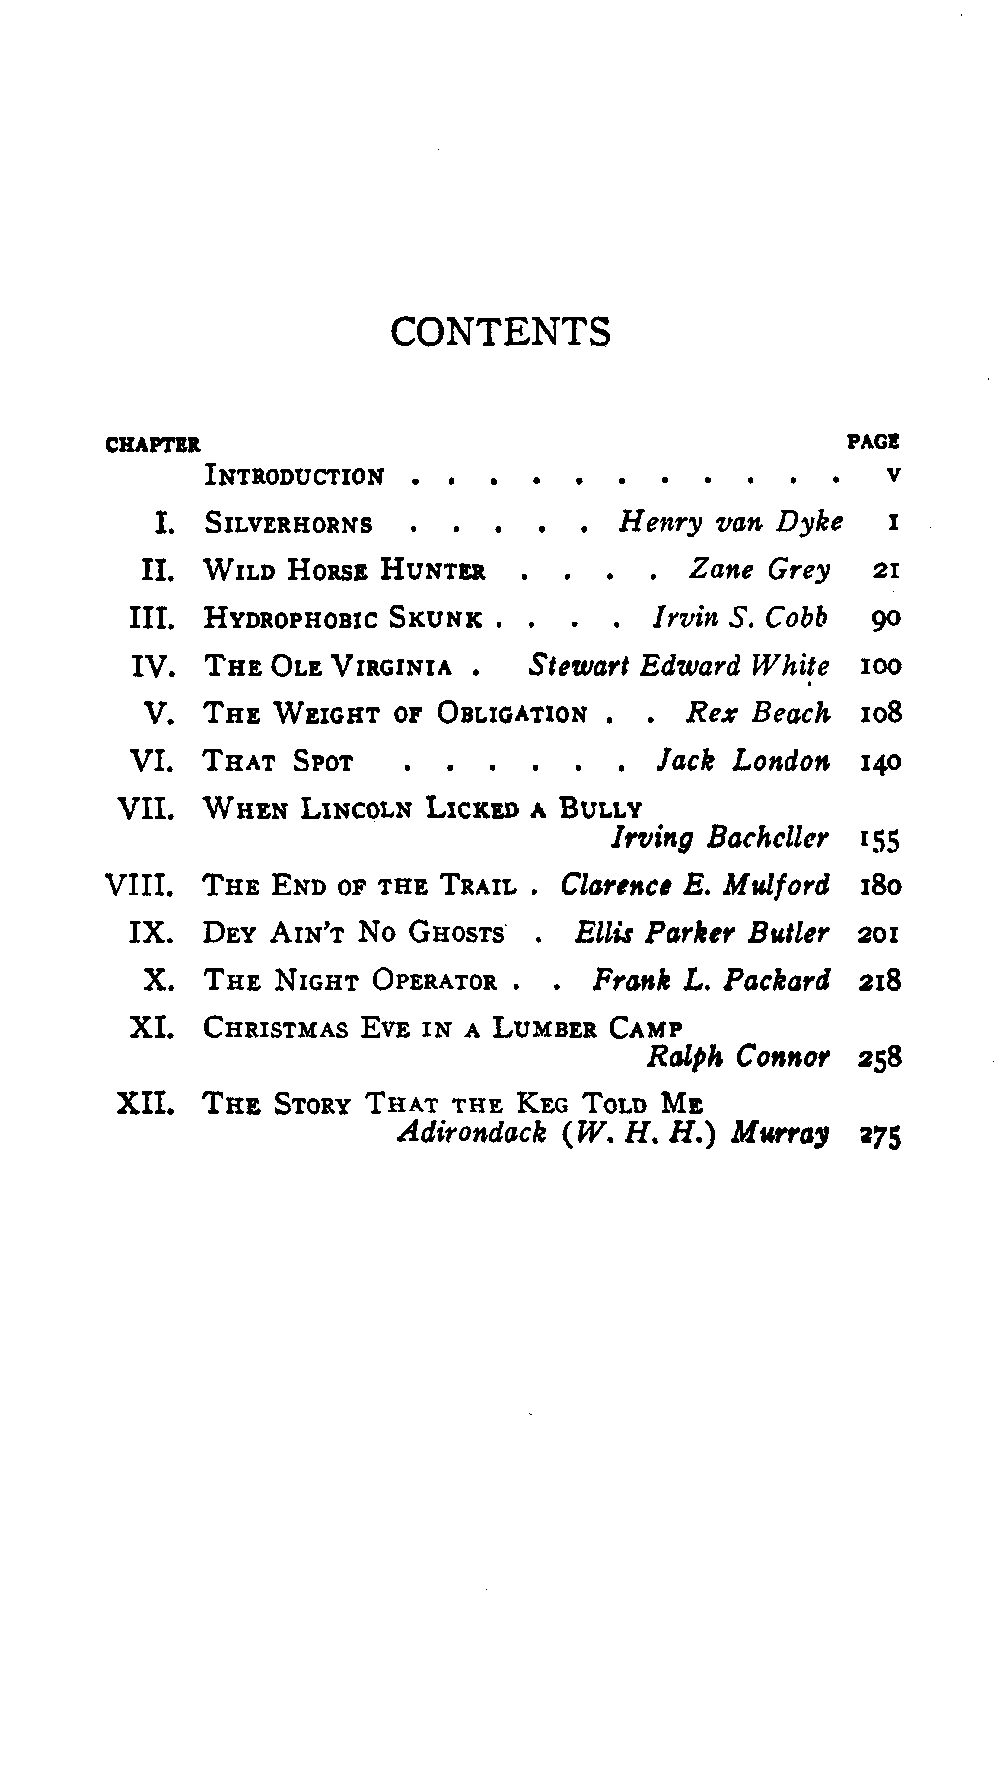 CONTENTS
CHAPTER PAGE
INTRODUCTION . . . . . . . . . . . V
I. SILVERHORNS . . . . . Henry van Dyke 1
II. WILD HORSE HUNTER . . . . Zane Grey 21
III. HYDROPHOBIC SKUNK . . . . Irvin S. Cobb 90
IV. THE OLE VIRGINIA . Stewart Edward White 100
V. THE WEIGHT OF OBLIGATION . . Rex Beach 108
VI. THAT SPOT . . . . . . Jack London 140
VII. WHEN LINCOLN LICKED A BULLY
Irving Bacheller 155
VIII. THE END OF THE TRAIL . Clarence E. Mulford 180
IX. DEY AIN'T NO GHOSTS . Ellis Parker Butler 201
X. THE NIGHT OPERATOR . . Frank L. Packard 218
XI. CHRISTMAS EVE IN A LUMBER CAMP
Ralph Connor 258
XII. THE STORY THAT THE KEG TOLD ME
Adirondack (W. H. H.) Murray 275